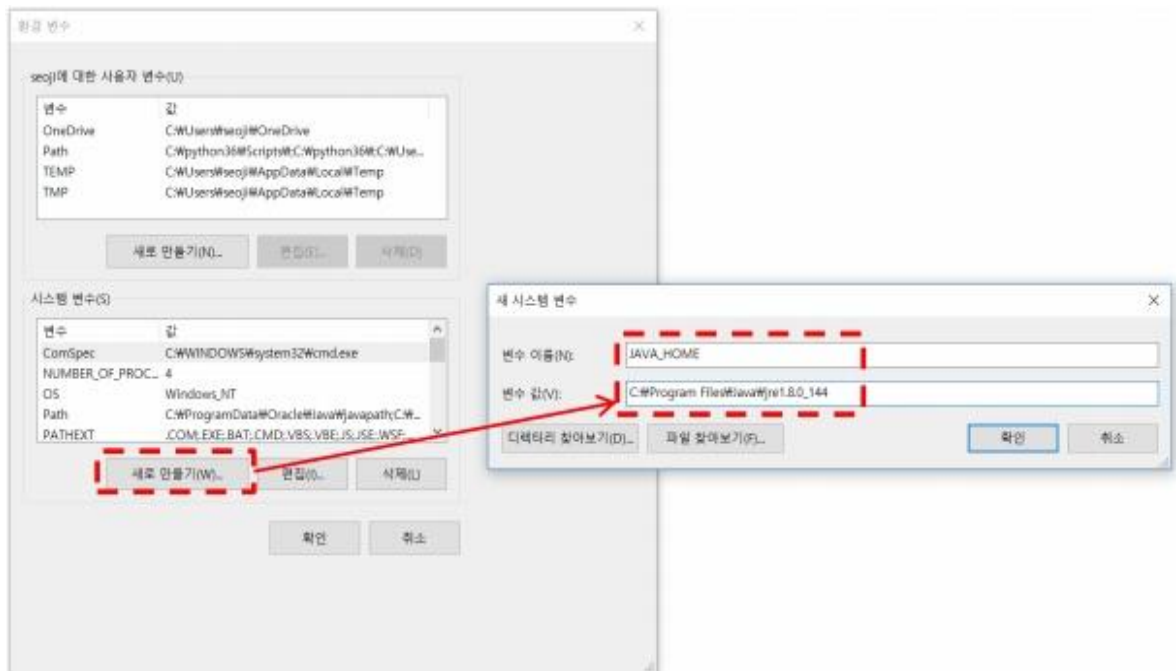 환경 변수
seoji에 대한 사용자 변수(U)
변수 값
OneDrive C:₩Users₩seoji₩OneDrive
Path C:₩python36₩Scripts₩;C:₩python36₩;C:₩Use...
TEMP C:₩Users₩seoji₩AppData₩Local₩Temp
TMP C:₩Users₩seoji₩AppData₩Local₩Temp
새로 만들기(N)... 편집(E)... 삭제(D)
시스템 변수(S)
변수 값
ComSpec C:₩WINDOWS₩system32₩cmd.exe
NUMBER_OF_PROC... 4
OS Windows_NT
Path C:₩ProgramData₩Oracle₩Java₩javapath;C:₩...
PATHEXT .COM;.EXE;.BAT;.CMD;.VBS;.VBE;.JS;.JSE;.WSF;...
새로 만들기(W)... 편집(I)... 삭제(L)
확인 취소
새 시스템 변수
변수 이름(N): JAVA_HOME
변수 값(V): C:₩Program Files₩Java₩jre1.8.0_144
디렉터리 찾아보기(D)... 파일 찾아보기(F)... 확인 취소